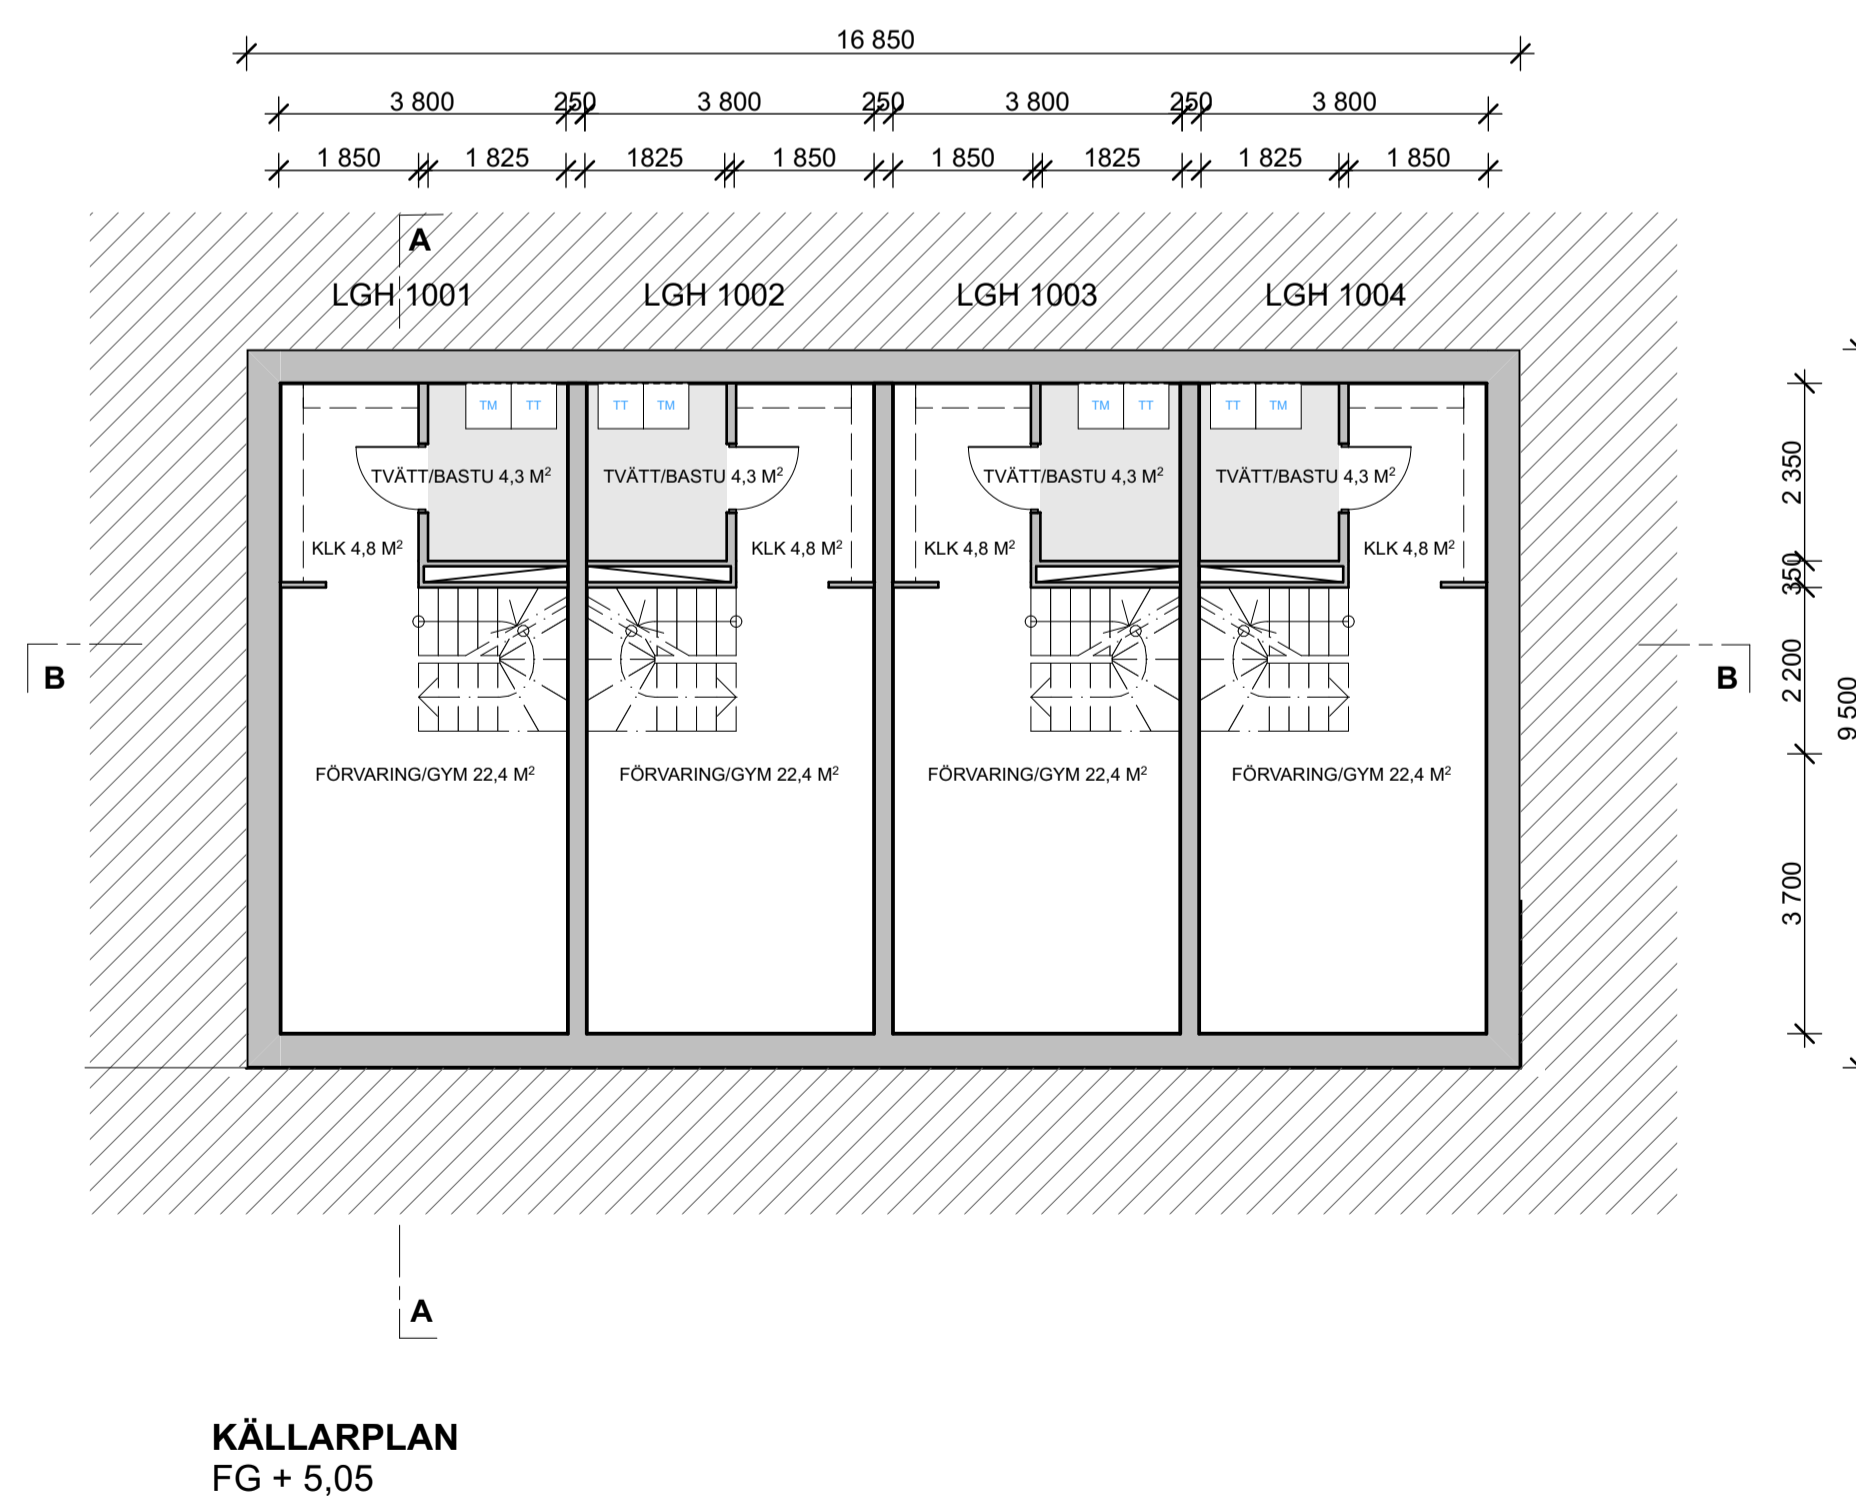 16 850
3 800 250 3 800 250 3 800 250 3 800
1 850 1 825 1825 1 850 1 850 1825 1 825 1 850
A
LGH 1001 LGH 1002 LGH 1003 LGH 1004
TM TT TT TM TM TT TT TM
TVÄTT/BASTU 4,3 M² TVÄTT/BASTU 4,3 M² TVÄTT/BASTU 4,3 M² TVÄTT/BASTU 4,3 M²
2 350
KLK 4,8 M² KLK 4,8 M² KLK 4,8 M² KLK 4,8 M²
350
B B
2 200
9 500
FÖRVARING/GYM 22,4 M² FÖRVARING/GYM 22,4 M² FÖRVARING/GYM 22,4 M² FÖRVARING/GYM 22,4 M²
3 700
A
KÄLLARPLAN
FG + 5,05